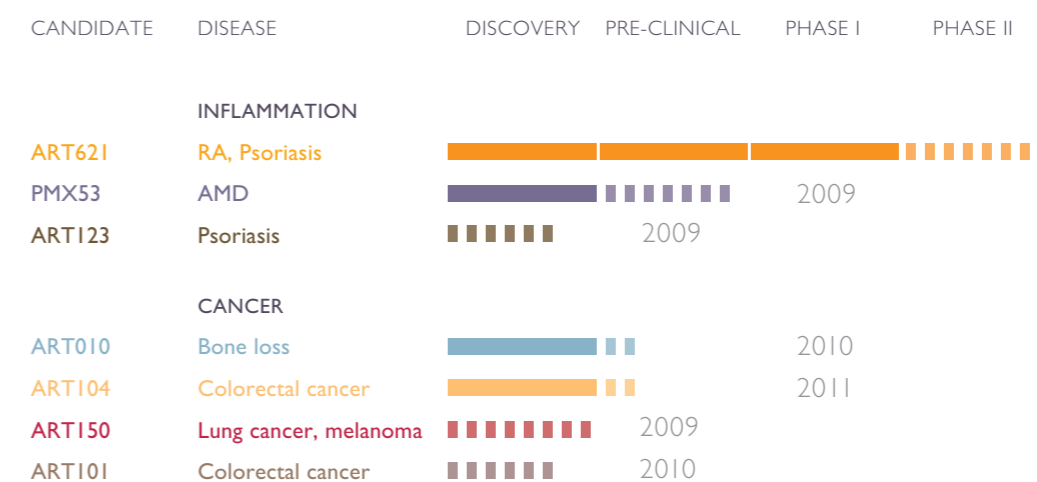 CANDIDATE DISEASE DISCOVERY PRE-CLINICAL PHASE I PHASE II
INFLAMMATION
ART621 RA, Psoriasis
PMX53 AMD 2009
ART123 Psoriasis 2009
CANCER
ART010 Bone loss 2010
ART104 Colorectal cancer 2011
ART150 Lung cancer, melanoma 2009
ART101 Colorectal cancer 2010